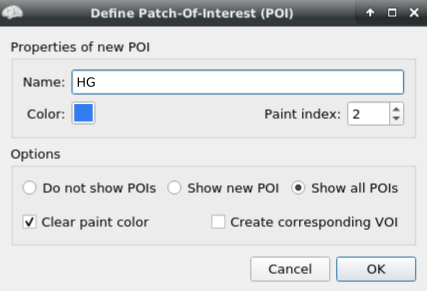 Define Patch-Of-Interest (POI)
Properties of new POI
Name: HG
Color: Paint index: 2
Options
Do not show POIs Show new POI Show all POIs
Clear paint color Create corresponding VOI
Cancel OK